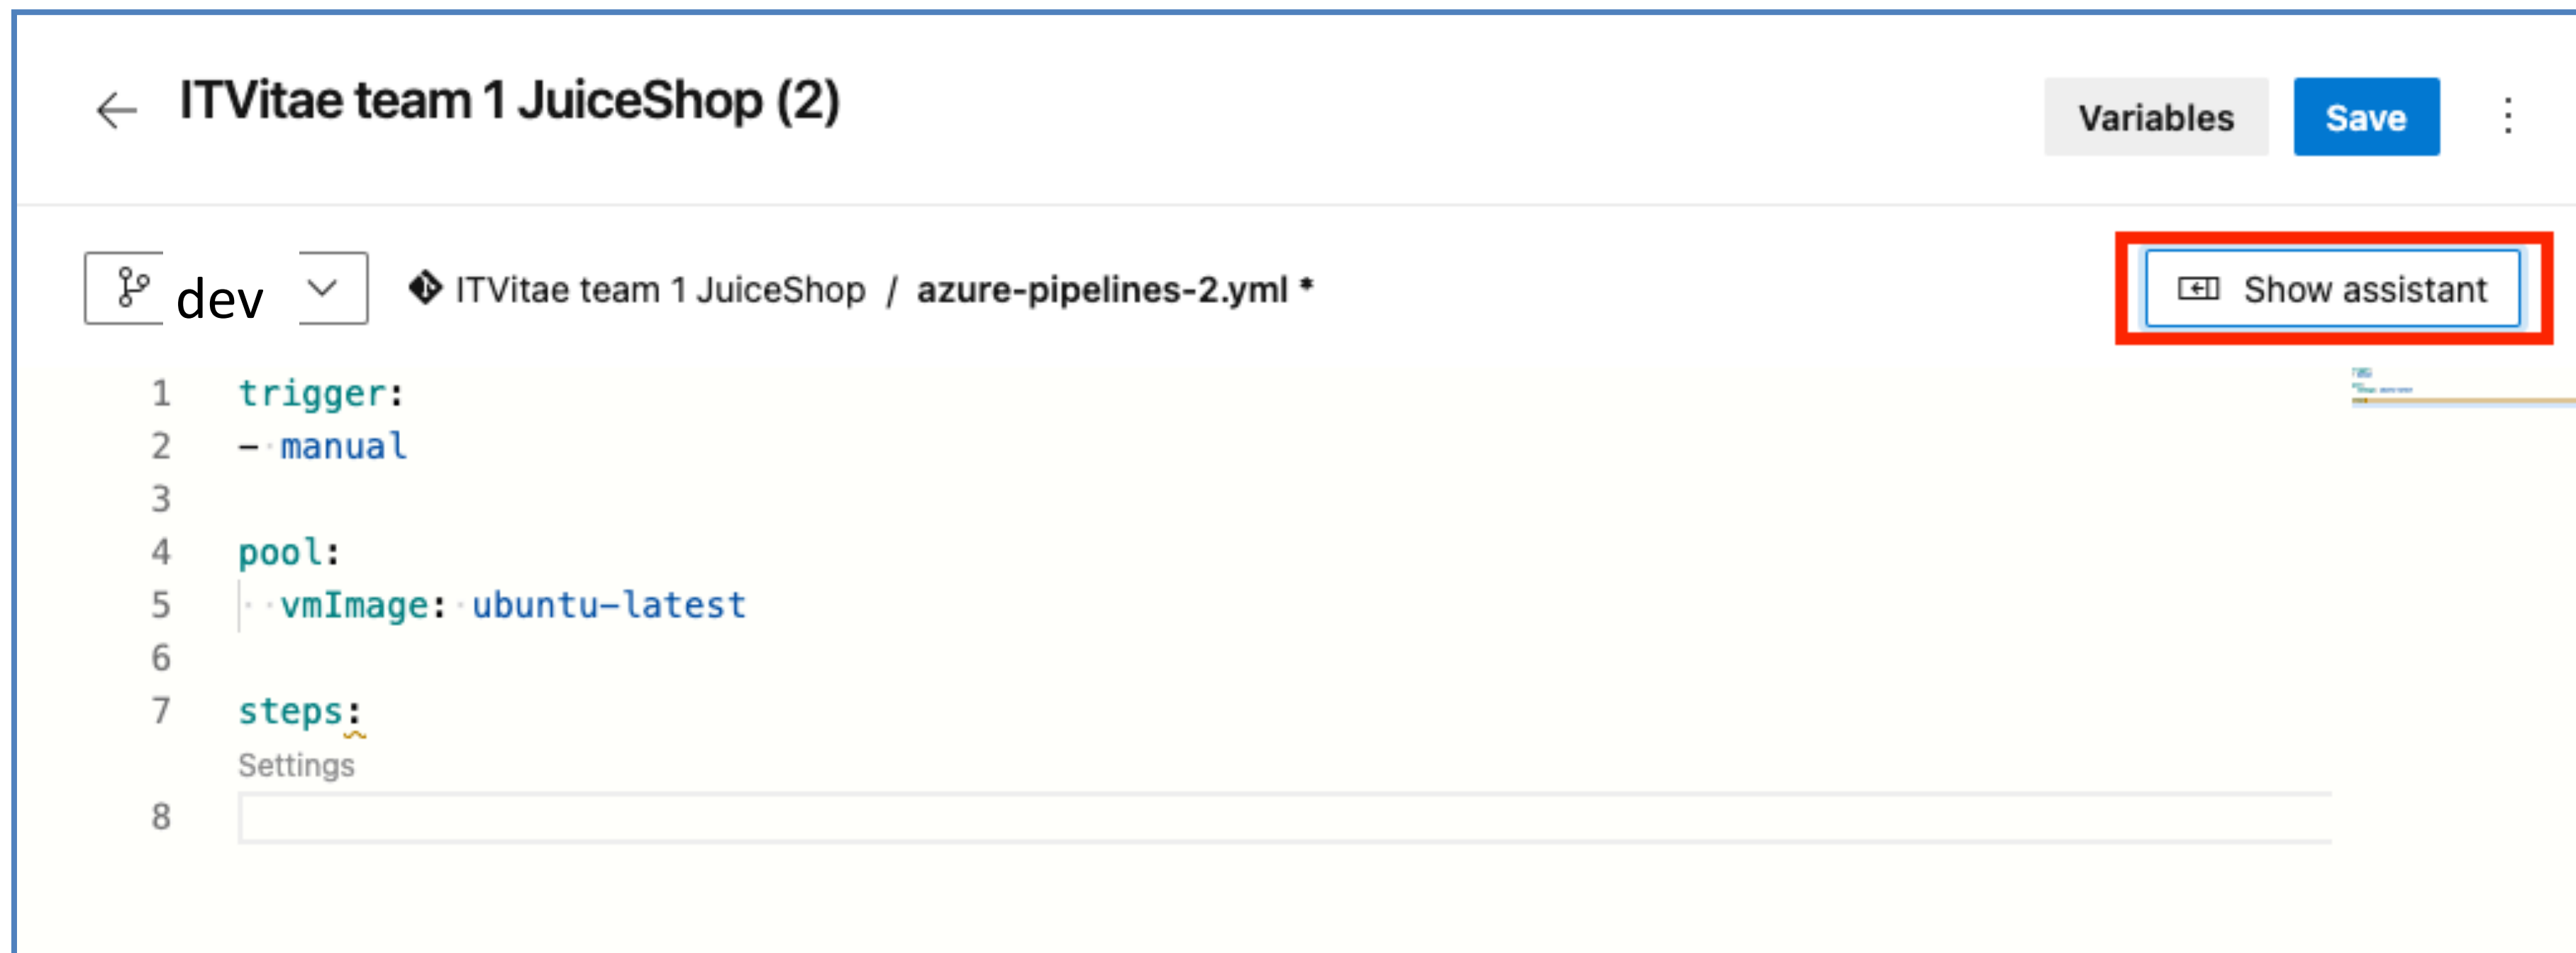 ITVitae team 1 JuiceShop (2)
Variables
Save
dev
ITVitae team 1 JuiceShop / azure-pipelines-2.yml *
Show assistant
1 trigger:
2 - manual
3
4 pool:
5 vmImage: ubuntu-latest
6
7 steps:
Settings
8